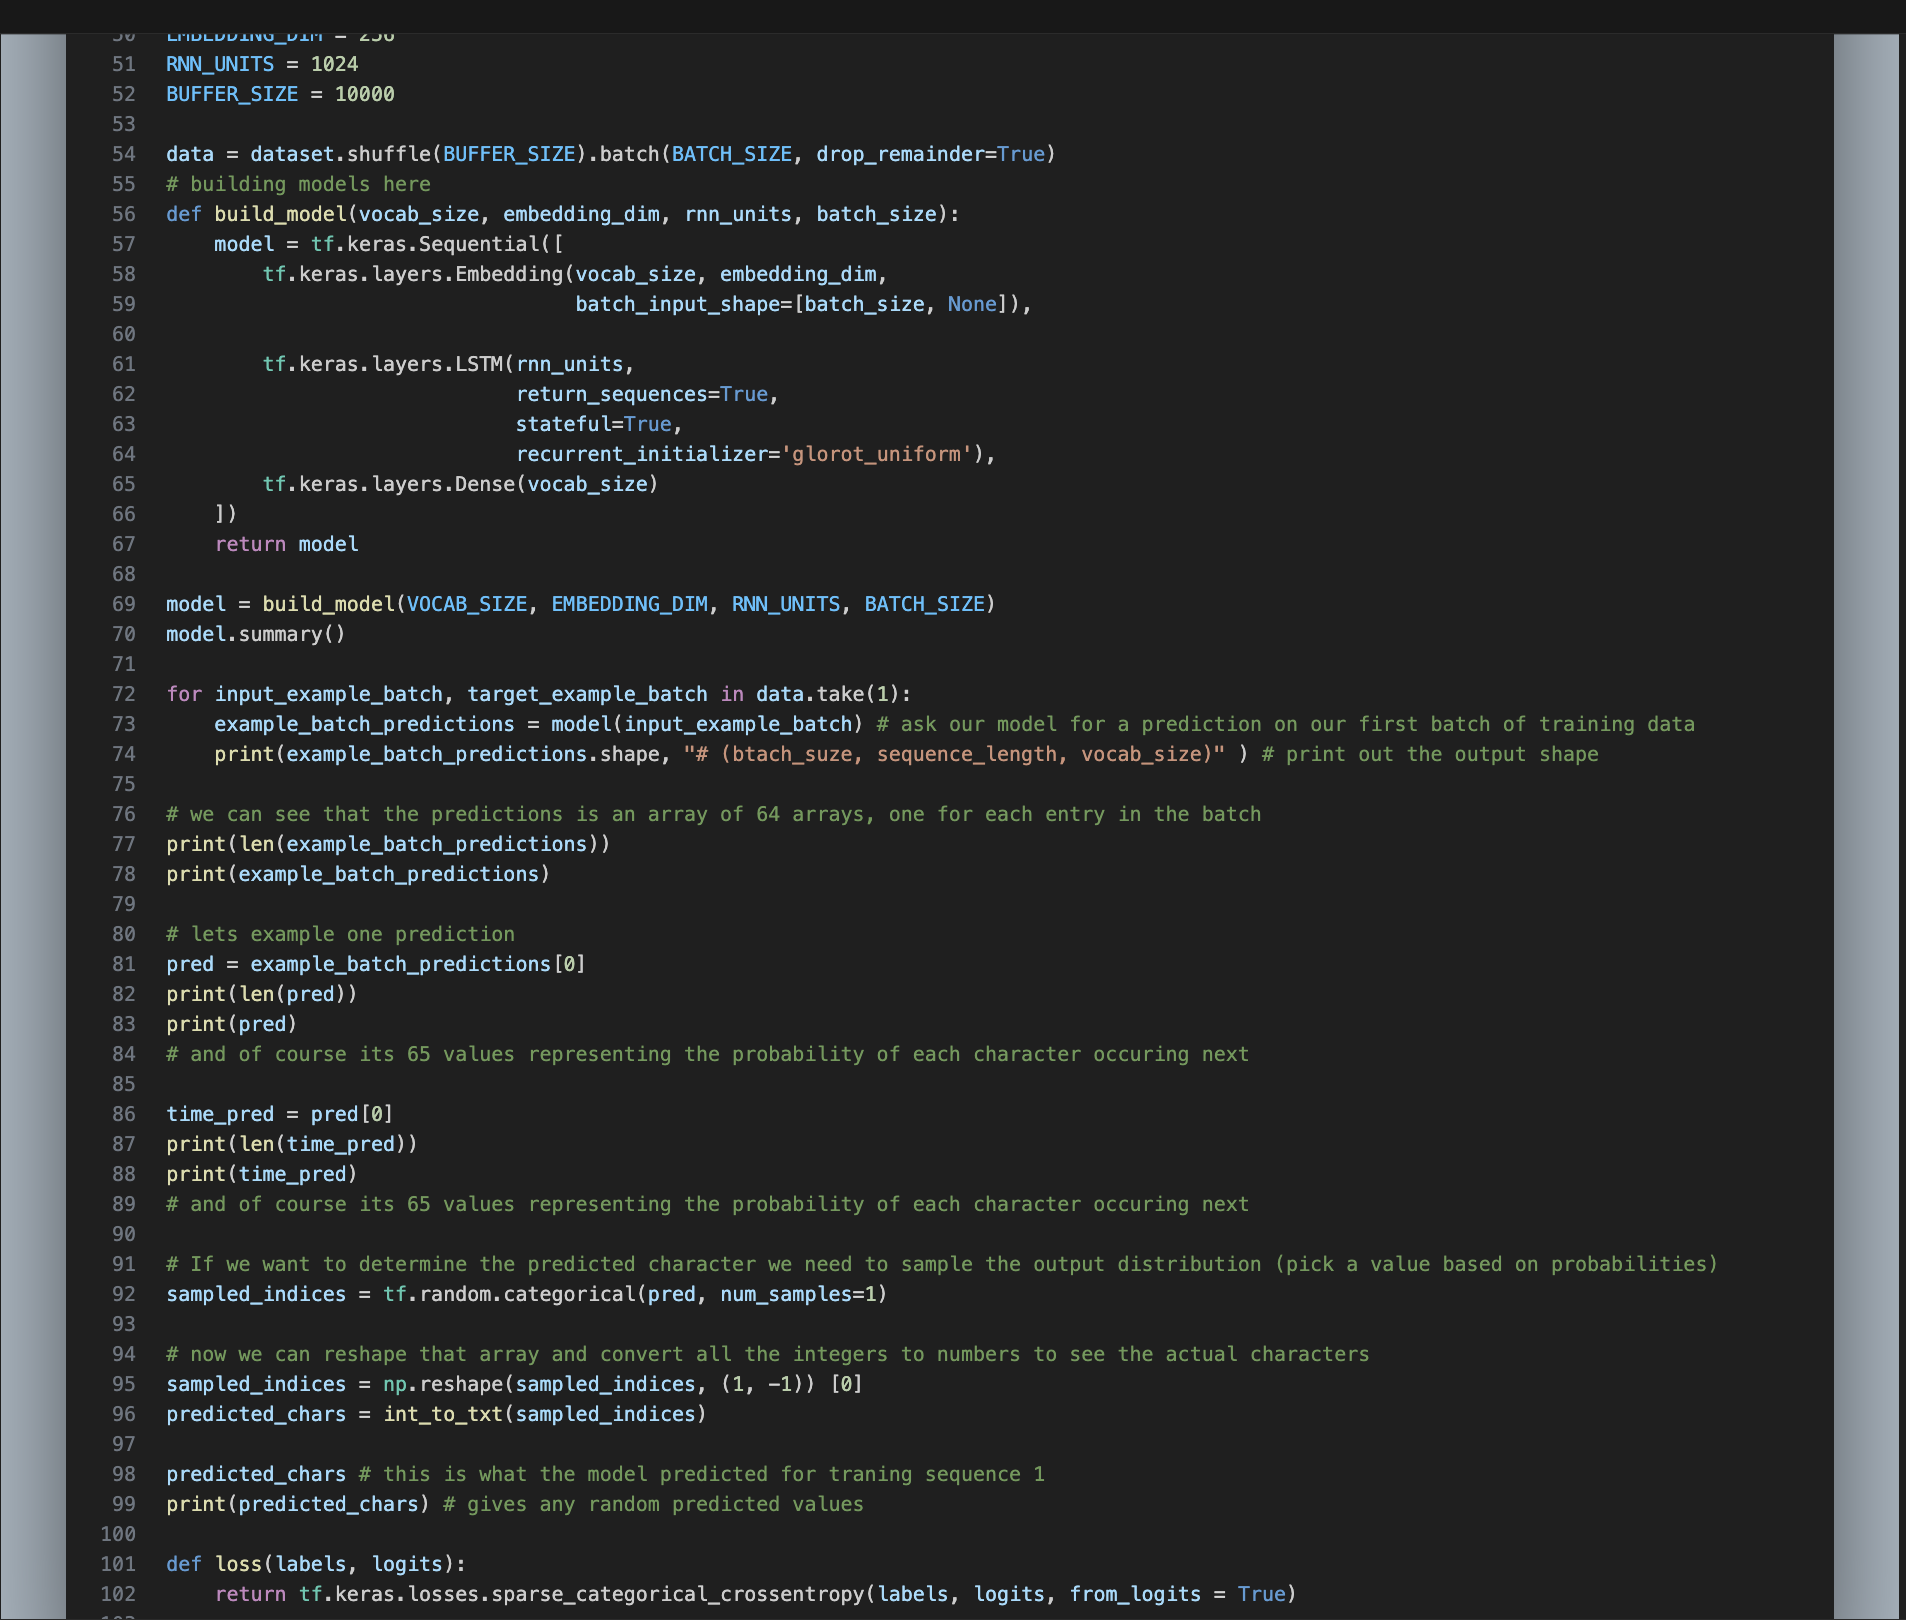 50 EMBEDDING_DIM = 256
51 RNN_UNITS = 1024
52 BUFFER_SIZE = 10000
53
54 data = dataset.shuffle(BUFFER_SIZE).batch(BATCH_SIZE, drop_remainder=True)
55 # building models here
56 def build_model(vocab_size, embedding_dim, rnn_units, batch_size):
57     model = tf.keras.Sequential([
58         tf.keras.layers.Embedding(vocab_size, embedding_dim,
59                                   batch_input_shape=[batch_size, None]),
60
61         tf.keras.layers.LSTM(rnn_units,
62                              return_sequences=True,
63                              stateful=True,
64                              recurrent_initializer='glorot_uniform'),
65         tf.keras.layers.Dense(vocab_size)
66     ])
67     return model
68
69 model = build_model(VOCAB_SIZE, EMBEDDING_DIM, RNN_UNITS, BATCH_SIZE)
70 model.summary()
71
72 for input_example_batch, target_example_batch in data.take(1):
73     example_batch_predictions = model(input_example_batch) # ask our model for a prediction on our first batch of training data
74     print(example_batch_predictions.shape, "# (btach_suze, sequence_length, vocab_size)" ) # print out the output shape
75
76 # we can see that the predictions is an array of 64 arrays, one for each entry in the batch
77 print(len(example_batch_predictions))
78 print(example_batch_predictions)
79
80 # lets example one prediction
81 pred = example_batch_predictions[0]
82 print(len(pred))
83 print(pred)
84 # and of course its 65 values representing the probability of each character occuring next
85
86 time_pred = pred[0]
87 print(len(time_pred))
88 print(time_pred)
89 # and of course its 65 values representing the probability of each character occuring next
90
91 # If we want to determine the predicted character we need to sample the output distribution (pick a value based on probabilities)
92 sampled_indices = tf.random.categorical(pred, num_samples=1)
93
94 # now we can reshape that array and convert all the integers to numbers to see the actual characters
95 sampled_indices = np.reshape(sampled_indices, (1, -1)) [0]
96 predicted_chars = int_to_txt(sampled_indices)
97
98 predicted_chars # this is what the model predicted for traning sequence 1
99 print(predicted_chars) # gives any random predicted values
100
101 def loss(labels, logits):
102     return tf.keras.losses.sparse_categorical_crossentropy(labels, logits, from_logits = True)